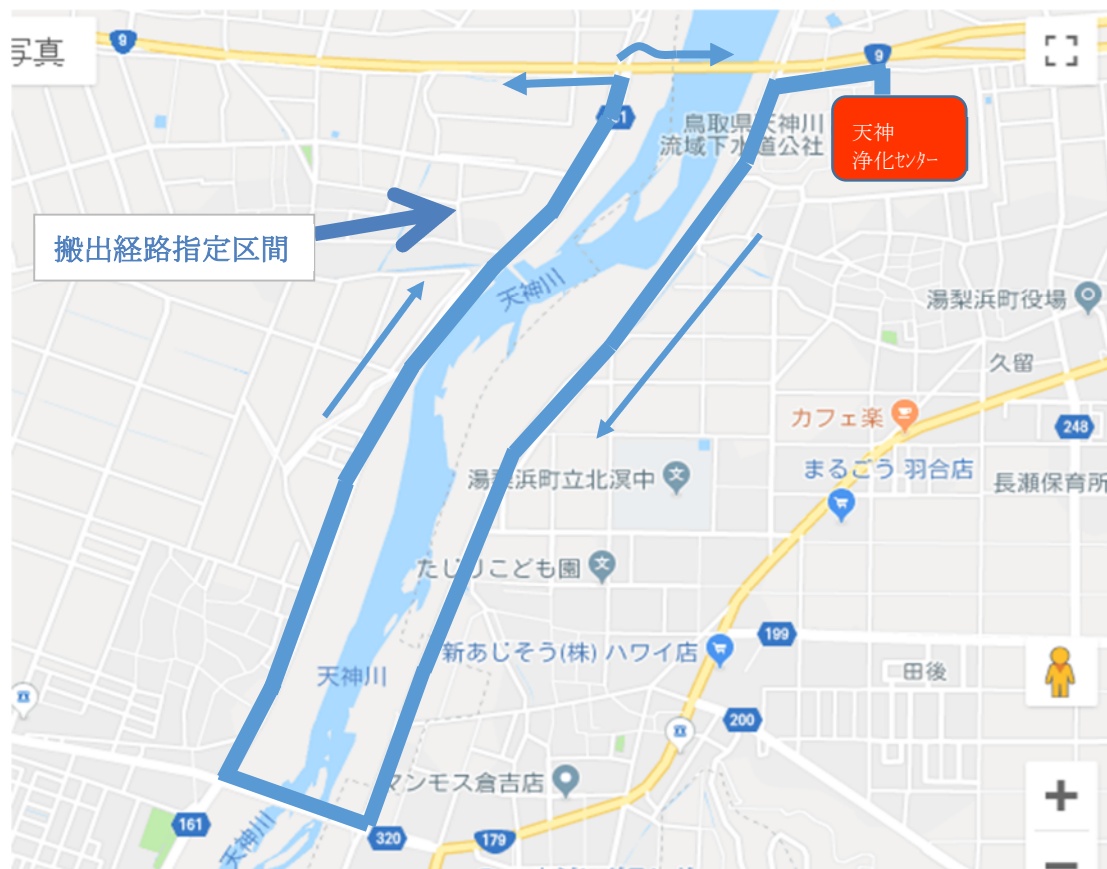 写真
9
9
鳥取県天神川
流域下水道公社
天神
浄化センター
搬出経路指定区間
天神川
湯梨浜町役場
久留
カフェ楽
248
まるごう 羽合店
湯梨浜町立北溟中
長瀬保育所
たじりこども園
199
新あじそう(株) ハワイ店
田後
天神川
200
マンモス倉吉店
161
320
179
天神川